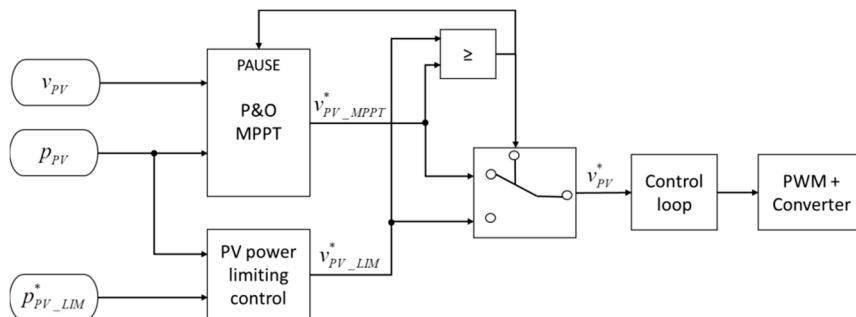 v_PV
PAUSE
≥
P&O
MPPT
v*_PV_MPPT
p_PV
v*_PV
Control
loop
PWM +
Converter
PV power
limiting
control
v*_PV_LIM
p*_PV_LIM